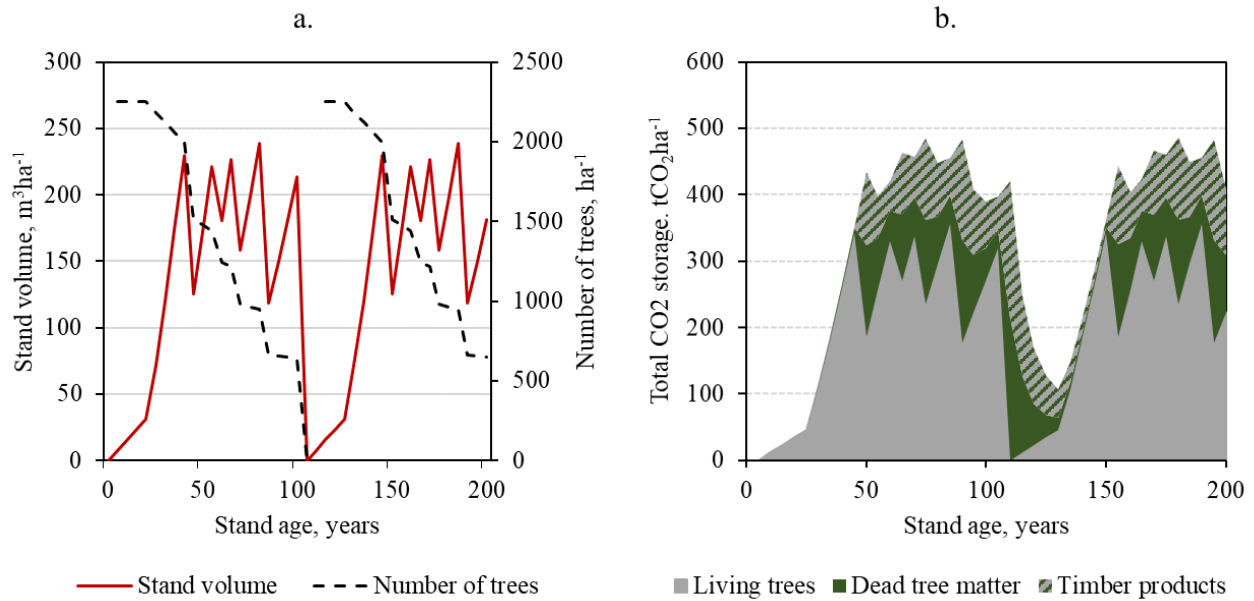 a.
300
250
200
150
100
50
0
2500
2000
1500
1000
500
0
0 50 100 150 200
Stand volume, m³ha⁻¹
Number of trees, ha⁻¹
Stand age, years
Stand volume Number of trees
b.
600
500
400
300
200
100
0
0 50 100 150 200
Total CO2 storage. tCO₂ha⁻¹
Stand age, years
Living trees Dead tree matter Timber products